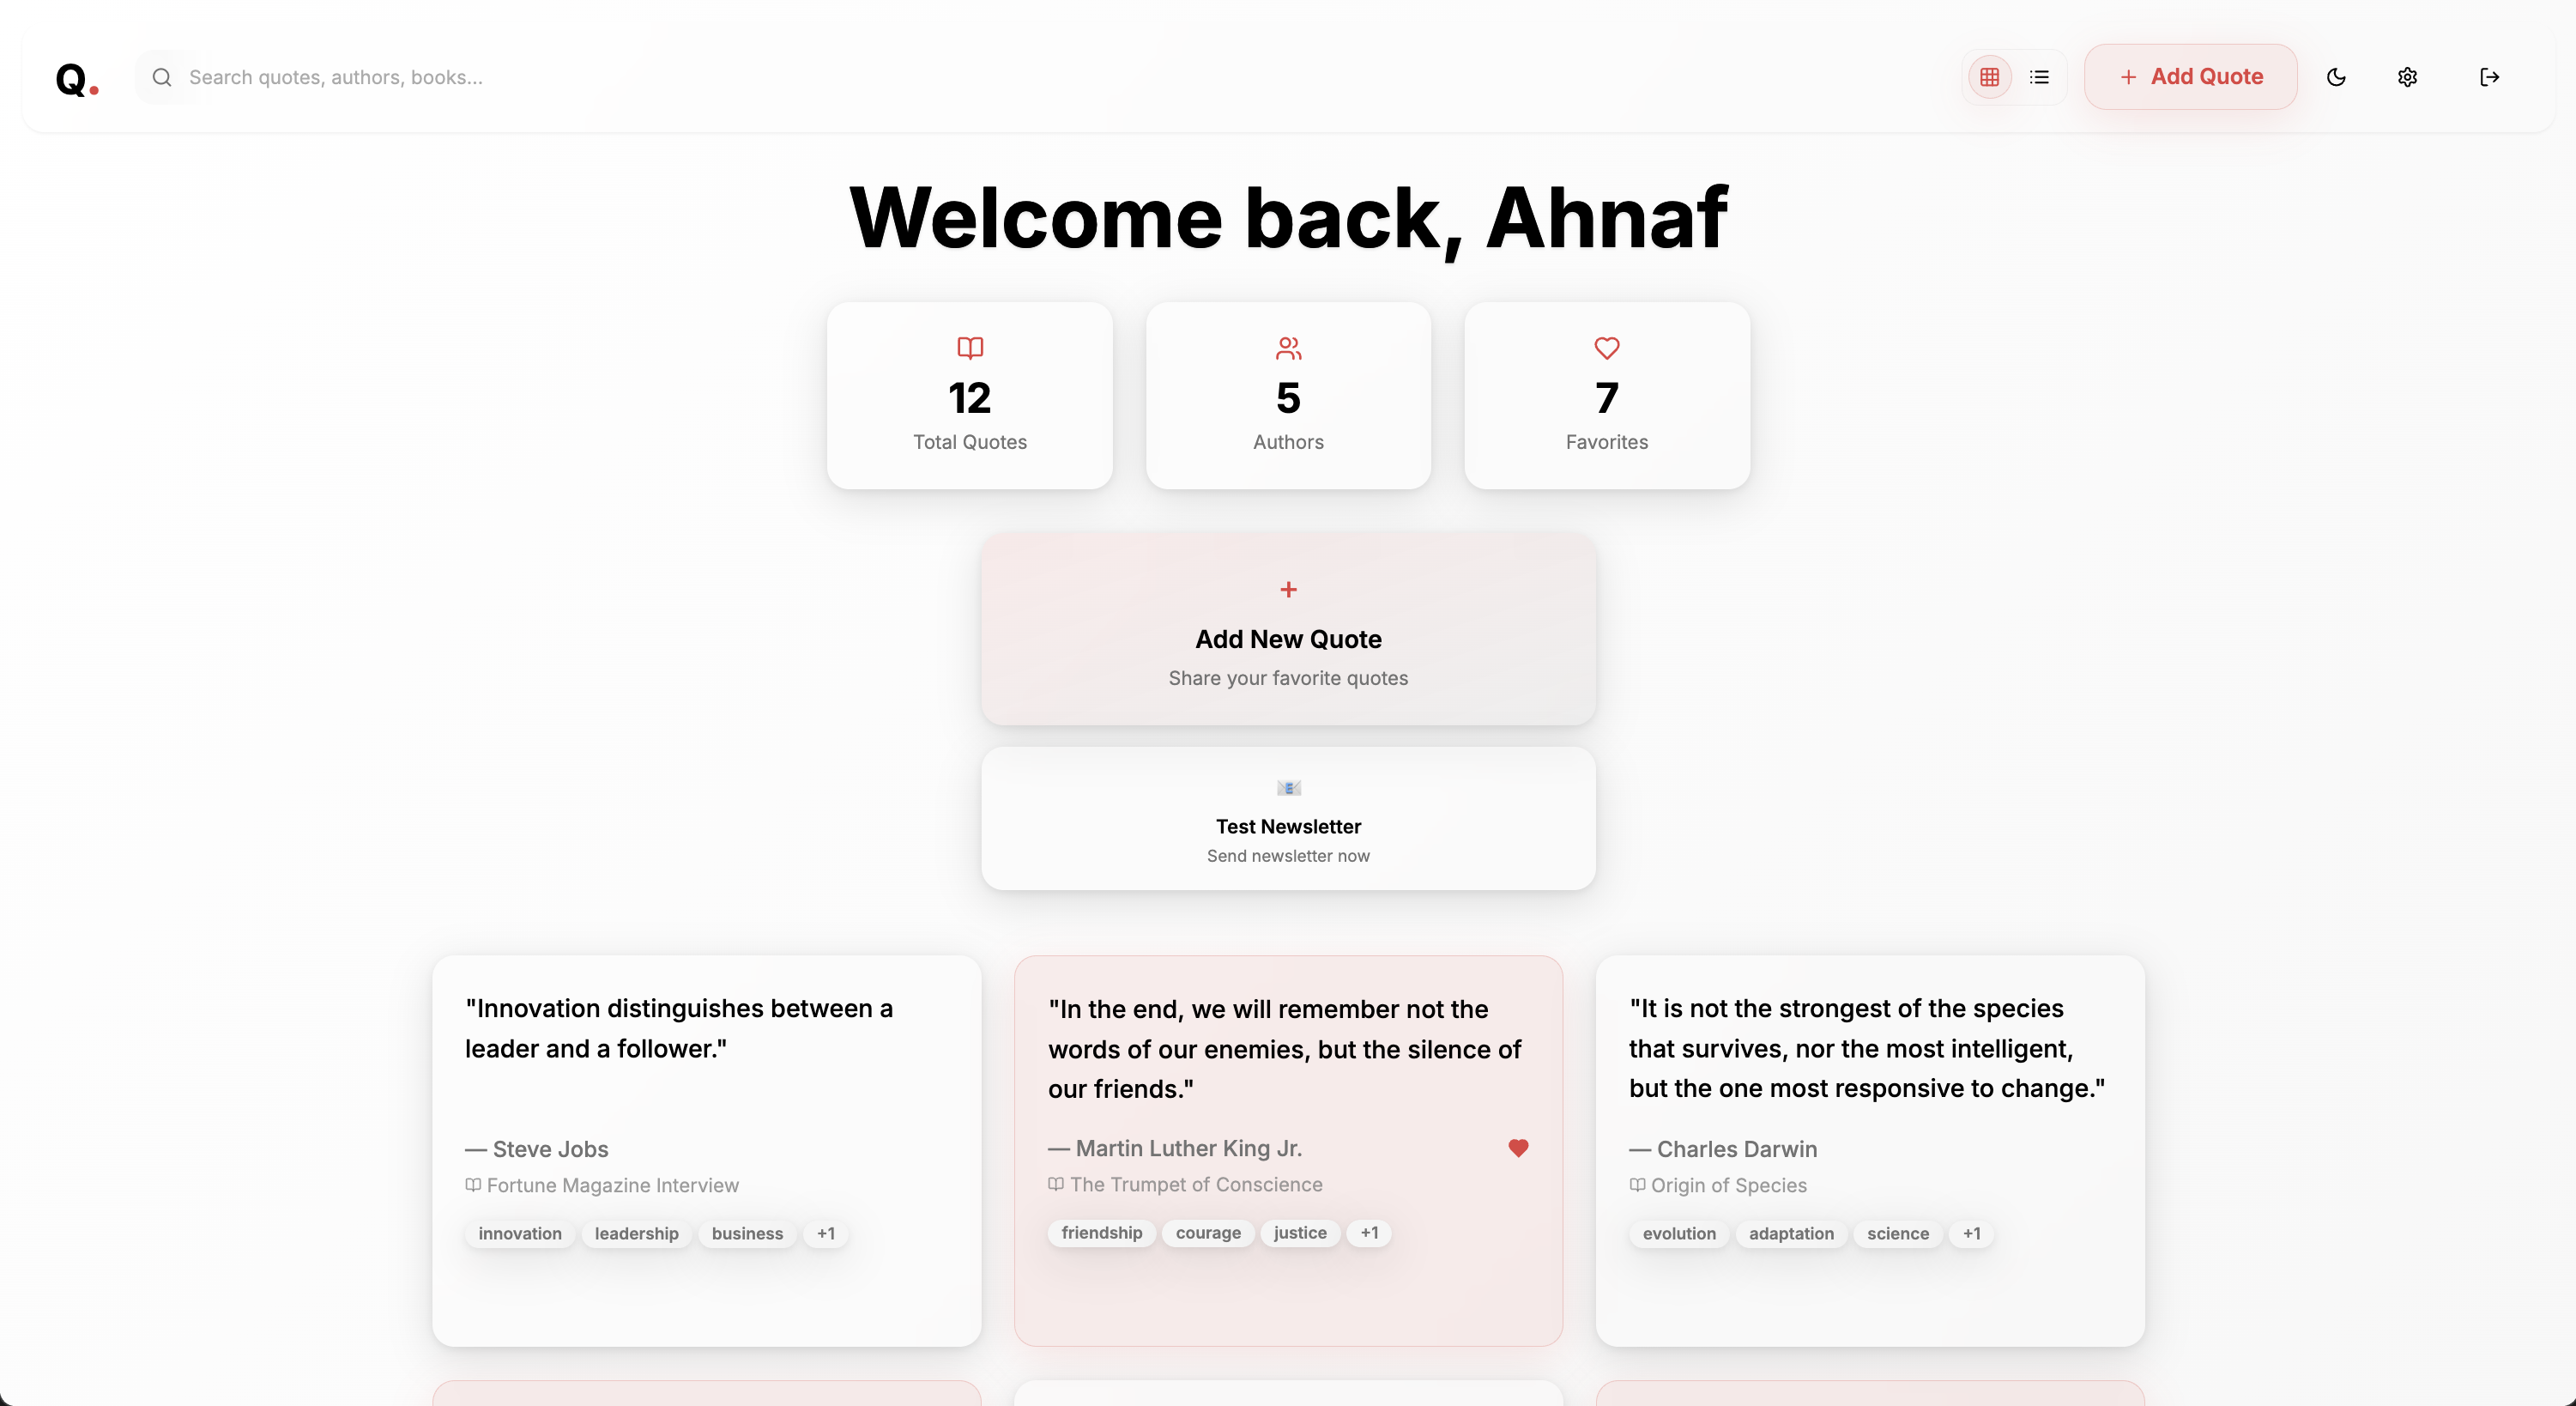 Q.
Search quotes, authors, books...
Add Quote
Welcome back, Ahnaf
12
Total Quotes
5
Authors
7
Favorites
Add New Quote
Share your favorite quotes
Test Newsletter
Send newsletter now
"Innovation distinguishes between a
leader and a follower."
— Steve Jobs
Fortune Magazine Interview
innovation leadership business +1
"In the end, we will remember not the
words of our enemies, but the silence of
our friends."
— Martin Luther King Jr.
The Trumpet of Conscience
friendship courage justice +1
"It is not the strongest of the species
that survives, nor the most intelligent,
but the one most responsive to change."
— Charles Darwin
Origin of Species
evolution adaptation science +1